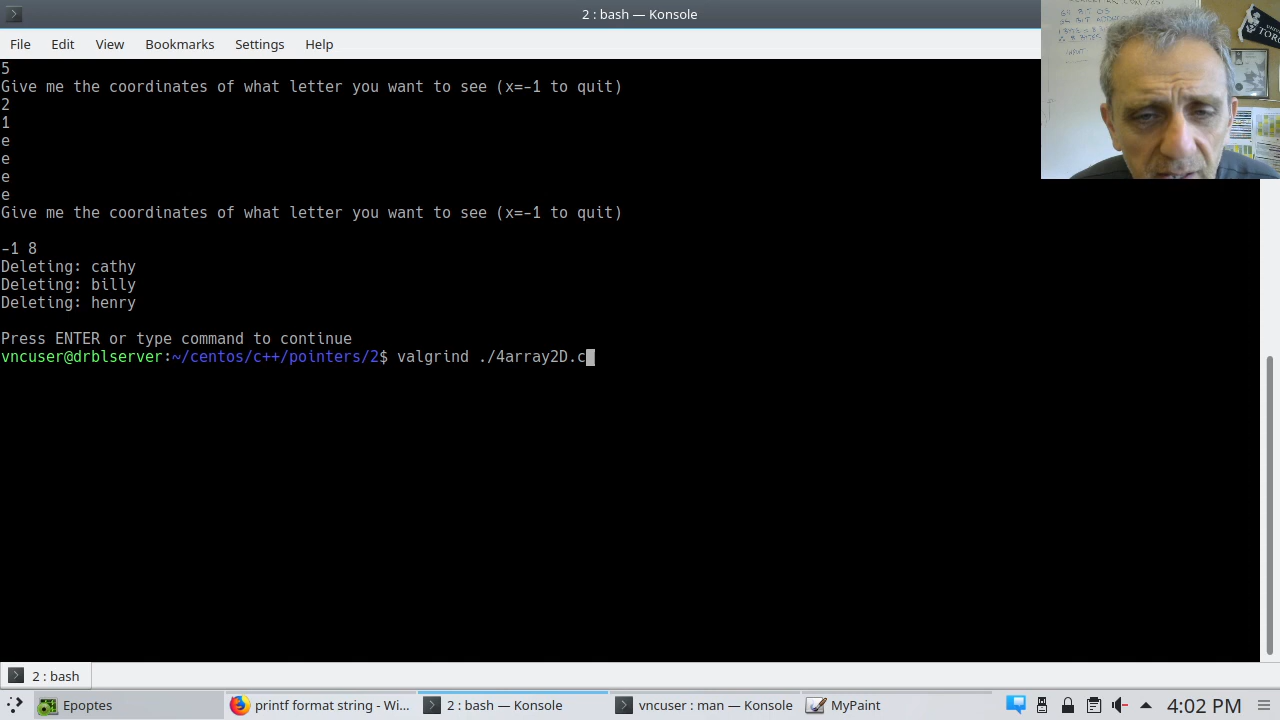 2 : bash — Konsole
File Edit View Bookmarks Settings Help
5
Give me the coordinates of what letter you want to see (x=-1 to quit)
2
1
e
e
e
e
Give me the coordinates of what letter you want to see (x=-1 to quit)
-1 8
Deleting: cathy
Deleting: billy
Deleting: henry
Press ENTER or type command to continue
vncuser@drblserver:~/centos/c++/pointers/2$ valgrind ./4array2D.c
2 : bash
Epoptes
printf format string - Wi...
2 : bash — Konsole
vncuser : man — Konsole
MyPaint
4:02 PM